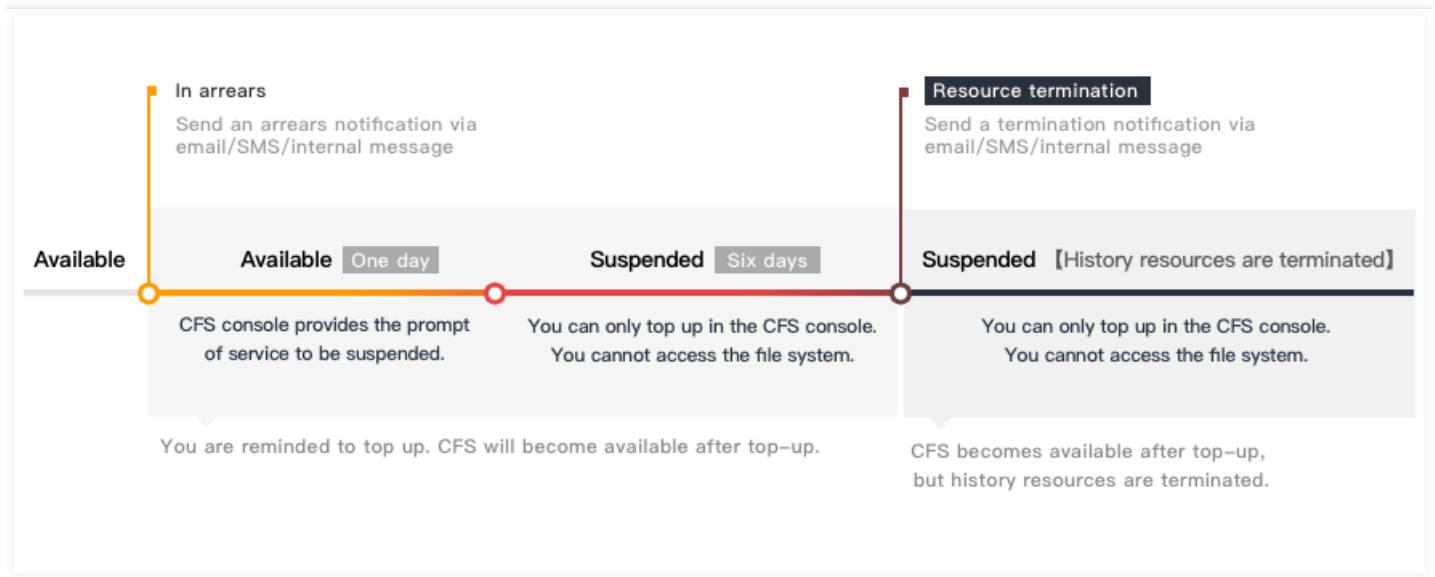 In arrears
Send an arrears notification via
email/SMS/internal message
Resource termination
Send a termination notification via
email/SMS/internal message
Available
Available One day
Suspended Six days
Suspended 【History resources are terminated】
CFS console provides the prompt
of service to be suspended.
You can only top up in the CFS console.
You cannot access the file system.
You can only top up in the CFS console.
You cannot access the file system.
You are reminded to top up. CFS will become available after top-up.
CFS becomes available after top-up,
but history resources are terminated.